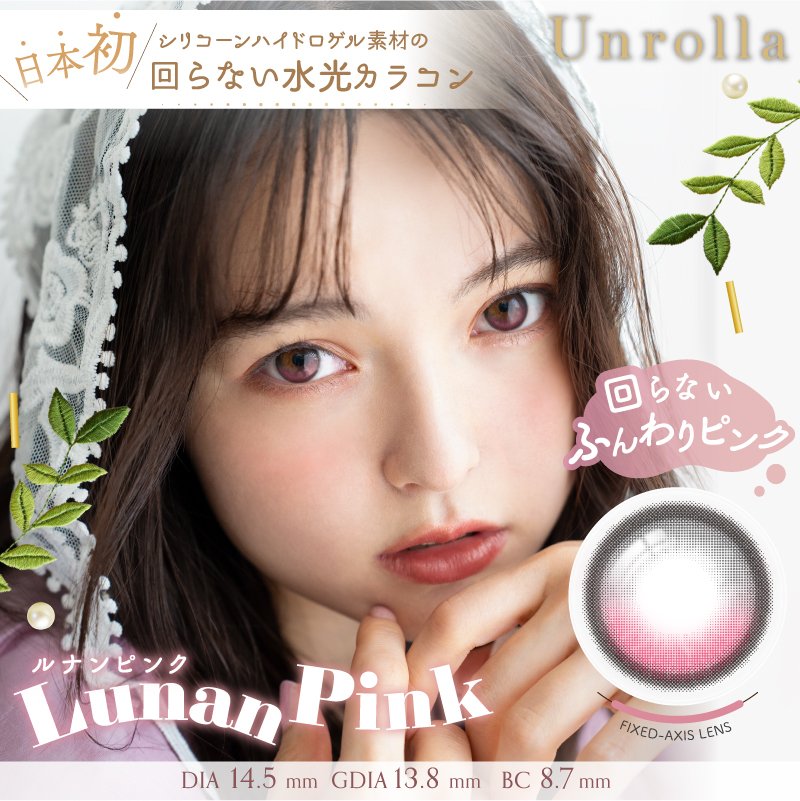 日本初
シリコーンハイドロゲル素材の
回らない水光カラコン
Unrolla
回らない
ふんわりピンク
ルナンピンク
Lunan Pink
FIXED-AXIS LENS
DIA 14.5 mm GDIA 13.8 mm BC 8.7 mm